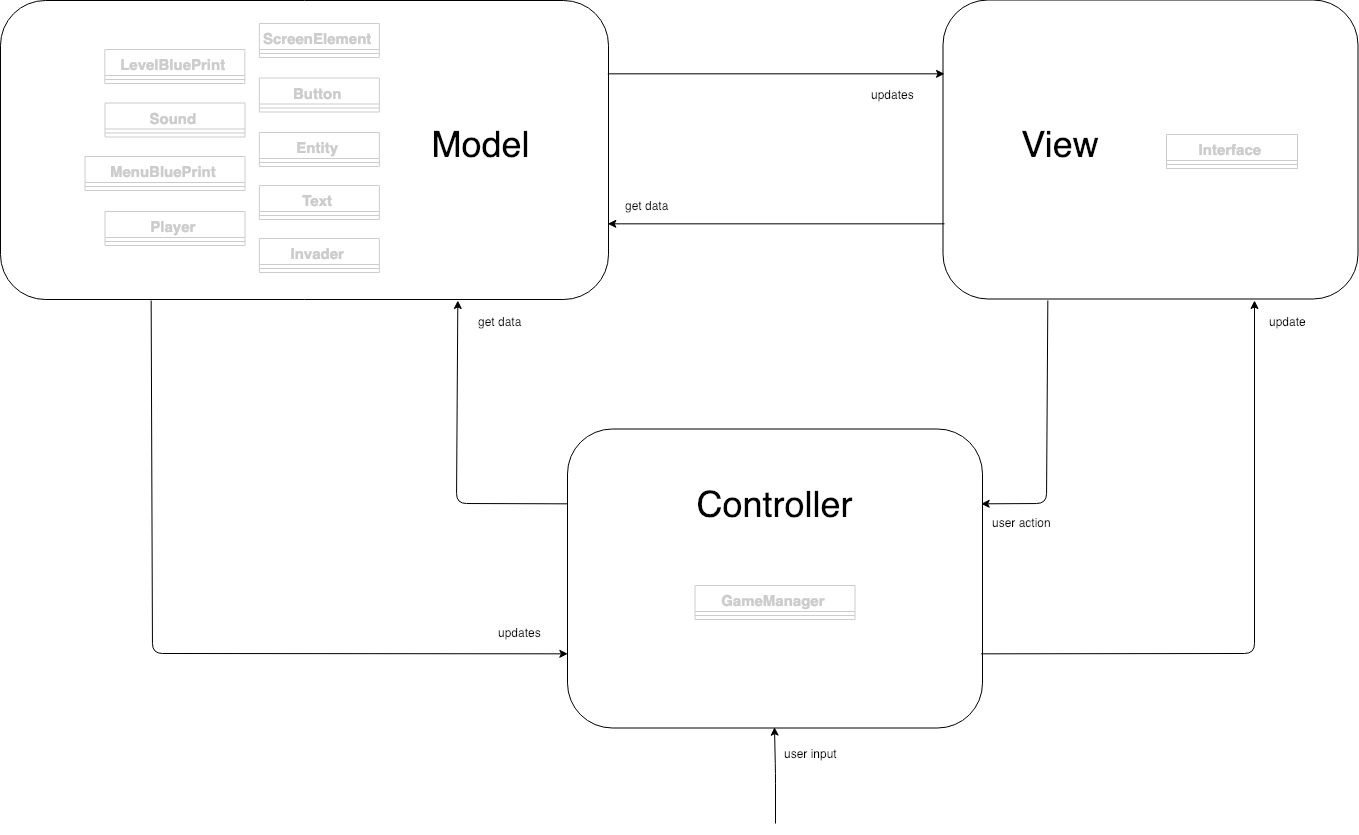 ScreenElement
LevelBluePrint
Button
Sound
Entity
MenuBluePrint
Text
Player
Invader
Model
updates
get data
View
Interface
get data
update
Controller
user action
GameManager
updates
user input